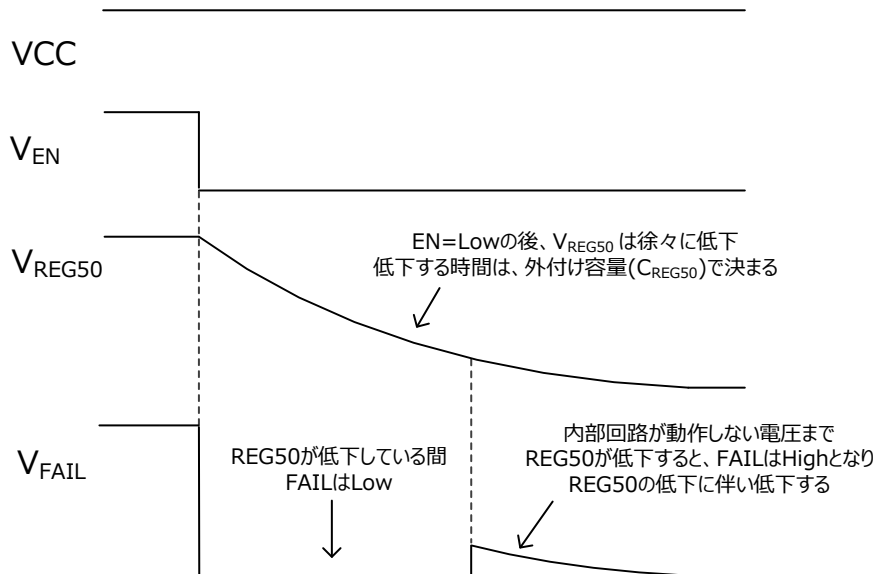 VCC
VEN
VREG50
EN=Lowの後、VREG50 は徐々に低下
低下する時間は、外付け容量(CREG50)で決まる
VFAIL
REG50が低下している間
FAILはLow
内部回路が動作しない電圧まで
REG50が低下すると、FAILはHighとなり
REG50の低下に伴い低下する